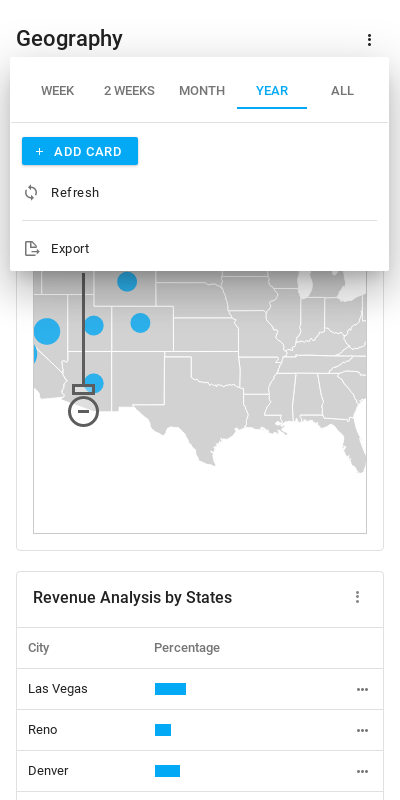 Geography
WEEK 2 WEEKS MONTH YEAR ALL
+ ADD CARD
Refresh
Export
Revenue Analysis by States
City Percentage
Las Vegas
Reno
Denver